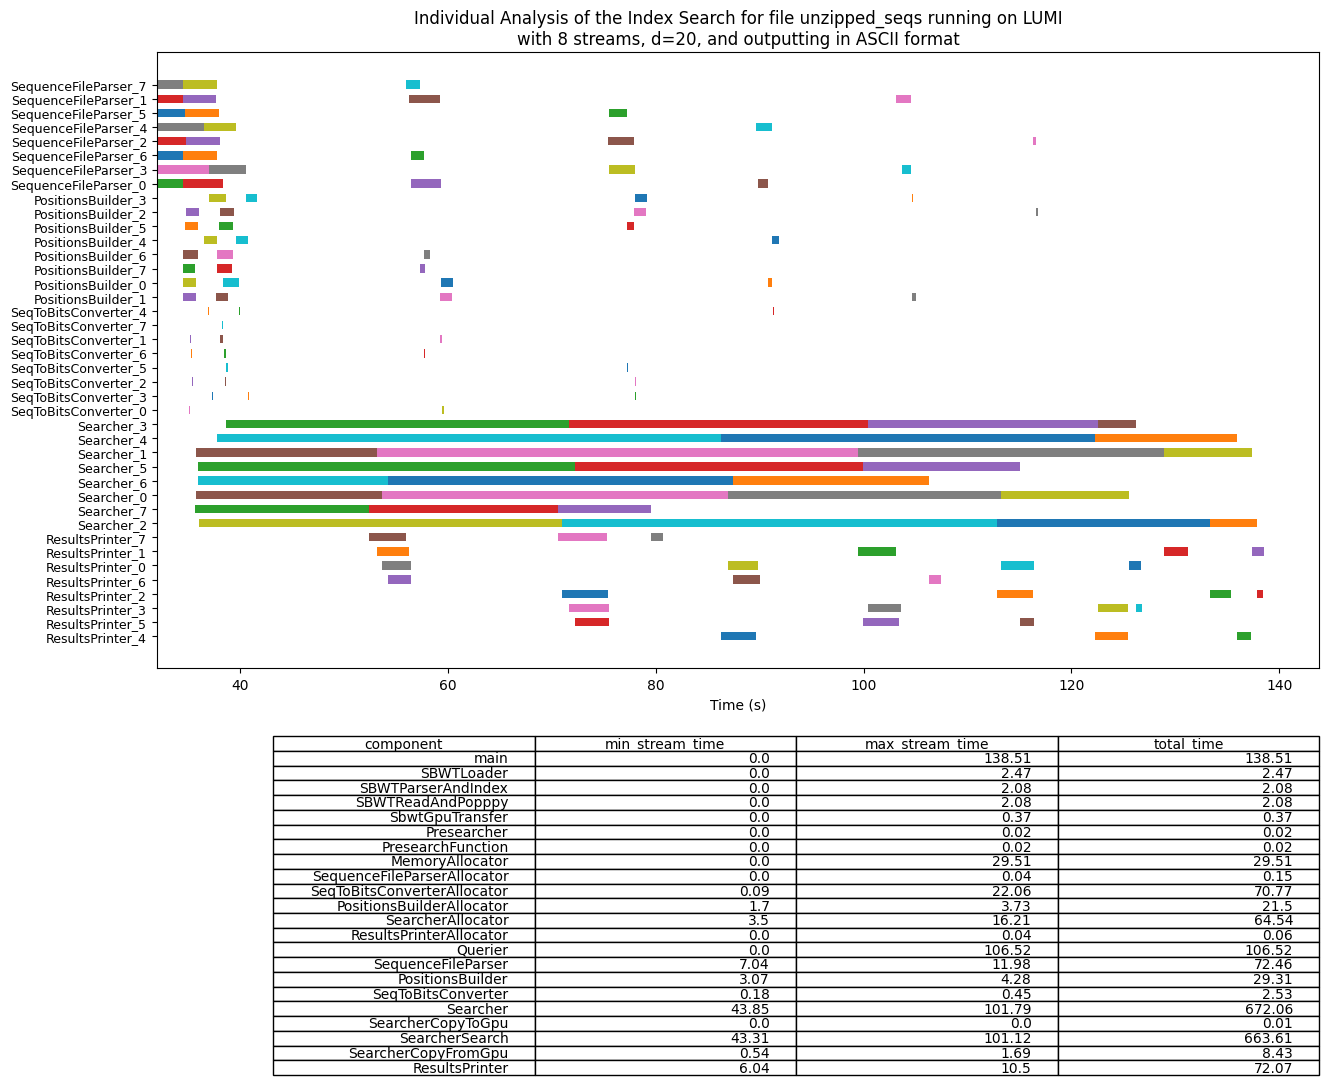 Individual Analysis of the Index Search for file unzipped_seqs running on LUMI
with 8 streams, d=20, and outputting in ASCII format
SequenceFileParser_7
SequenceFileParser_1
SequenceFileParser_5
SequenceFileParser_4
SequenceFileParser_2
SequenceFileParser_6
SequenceFileParser_3
SequenceFileParser_0
PositionsBuilder_3
PositionsBuilder_2
PositionsBuilder_5
PositionsBuilder_4
PositionsBuilder_6
PositionsBuilder_7
PositionsBuilder_0
PositionsBuilder_1
SeqToBitsConverter_4
SeqToBitsConverter_7
SeqToBitsConverter_1
SeqToBitsConverter_6
SeqToBitsConverter_5
SeqToBitsConverter_2
SeqToBitsConverter_3
SeqToBitsConverter_0
Searcher_3
Searcher_4
Searcher_1
Searcher_5
Searcher_6
Searcher_0
Searcher_7
Searcher_2
ResultsPrinter_7
ResultsPrinter_1
ResultsPrinter_0
ResultsPrinter_6
ResultsPrinter_2
ResultsPrinter_3
ResultsPrinter_5
ResultsPrinter_4
40 60 80 100 120 140
Time (s)
component min_stream_time max_stream_time total_time
main 0.0 138.51 138.51
SBWTLoader 0.0 2.47 2.47
SBWTParserAndIndex 0.0 2.08 2.08
SBWTReadAndPopppy 0.0 2.08 2.08
SbwtGpuTransfer 0.0 0.37 0.37
Presearcher 0.0 0.02 0.02
PresearchFunction 0.0 0.02 0.02
MemoryAllocator 0.0 29.51 29.51
SequenceFileParserAllocator 0.0 0.04 0.15
SeqToBitsConverterAllocator 0.09 22.06 70.77
PositionsBuilderAllocator 1.7 3.73 21.5
SearcherAllocator 3.5 16.21 64.54
ResultsPrinterAllocator 0.0 0.04 0.06
Querier 0.0 106.52 106.52
SequenceFileParser 7.04 11.98 72.46
PositionsBuilder 3.07 4.28 29.31
SeqToBitsConverter 0.18 0.45 2.53
Searcher 43.85 101.79 672.06
SearcherCopyToGpu 0.0 0.0 0.01
SearcherSearch 43.31 101.12 663.61
SearcherCopyFromGpu 0.54 1.69 8.43
ResultsPrinter 6.04 10.5 72.07